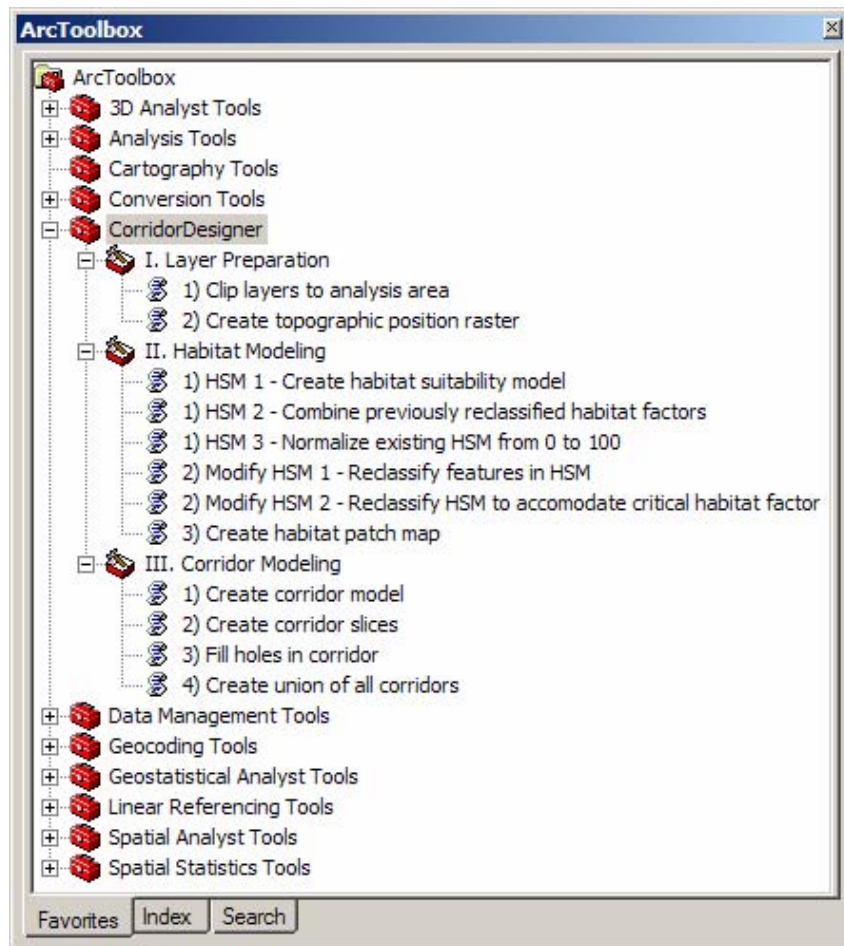 ArcToolbox
ArcToolbox
3D Analyst Tools
Analysis Tools
Cartography Tools
Conversion Tools
CorridorDesigner
I. Layer Preparation
1) Clip layers to analysis area
2) Create topographic position raster
II. Habitat Modeling
1) HSM 1 - Create habitat suitability model
1) HSM 2 - Combine previously reclassified habitat factors
1) HSM 3 - Normalize existing HSM from 0 to 100
2) Modify HSM 1 - Reclassify features in HSM
2) Modify HSM 2 - Reclassify HSM to accomodate critical habitat factor
3) Create habitat patch map
III. Corridor Modeling
1) Create corridor model
2) Create corridor slices
3) Fill holes in corridor
4) Create union of all corridors
Data Management Tools
Geocoding Tools
Geostatistical Analyst Tools
Linear Referencing Tools
Spatial Analyst Tools
Spatial Statistics Tools
Favorites Index Search